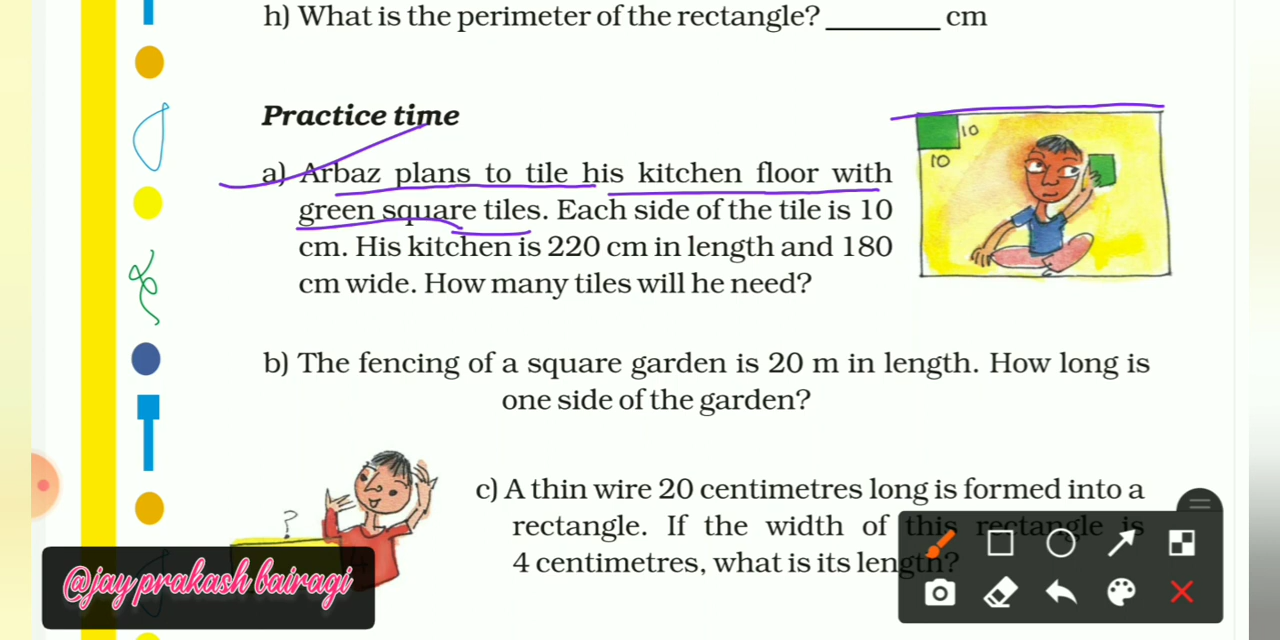 h) What is the perimeter of the rectangle? ________ cm
Practice time
a) Arbaz plans to tile his kitchen floor with
green square tiles. Each side of the tile is 10
cm. His kitchen is 220 cm in length and 180
cm wide. How many tiles will he need?
10
10
b) The fencing of a square garden is 20 m in length. How long is
one side of the garden?
c) A thin wire 20 centimetres long is formed into a
rectangle. If the width of this rectangle is
4 centimetres, what is its length?
?
@jay prakash bairagi